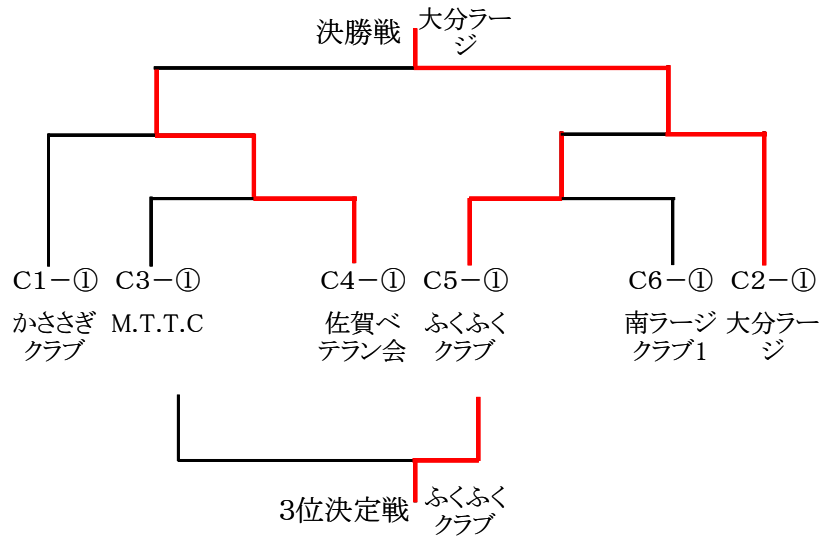 決勝戦
大分ラー
ジ
C1－① C3－① C4－① C5－① C6－① C2－①
かささぎ M.T.T.C 佐賀ベ ふくふく 南ラージ 大分ラー
クラブ テラン会 クラブ クラブ1 ジ
3位決定戦
ふくふく
クラブ